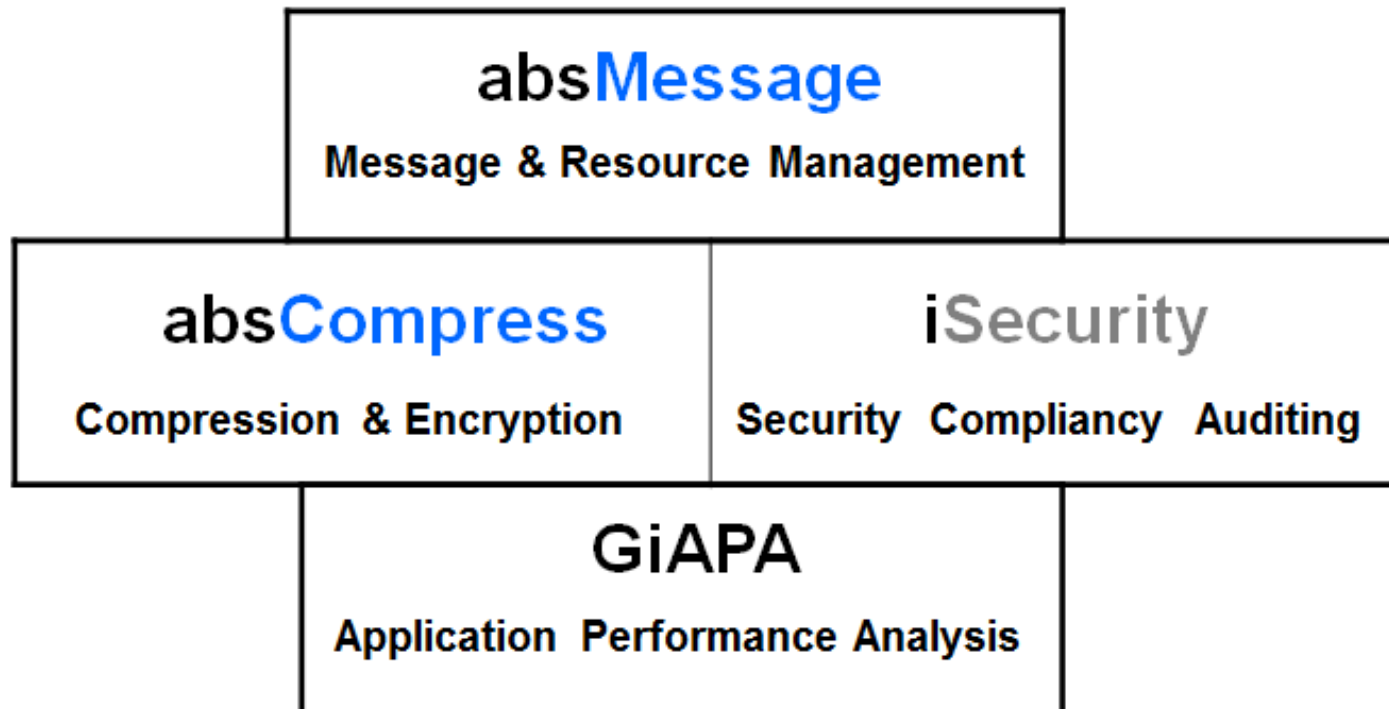 absMessage
Message & Resource Management
absCompress
Compression & Encryption
iSecurity
Security Compliancy Auditing
GiAPA
Application Performance Analysis